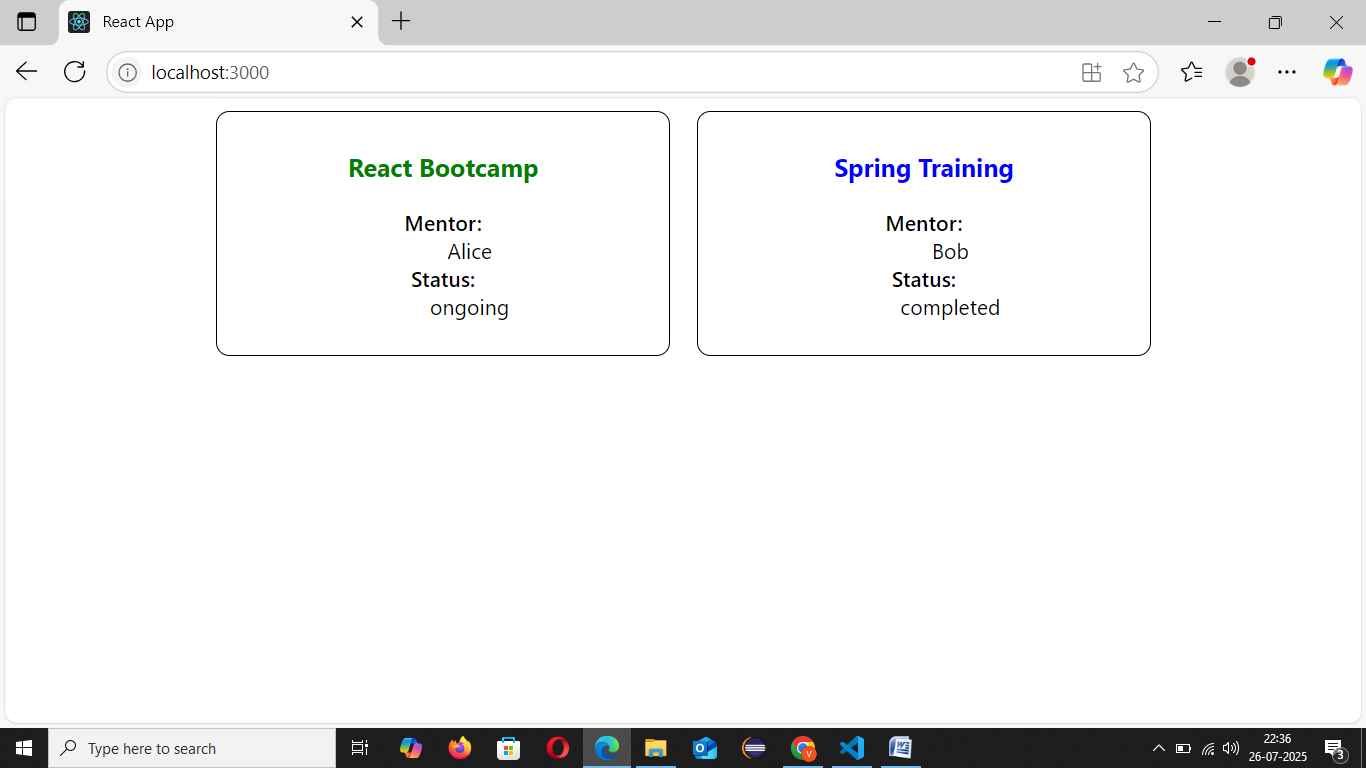 React App
localhost:3000
React Bootcamp
Mentor:
Alice
Status:
ongoing
Spring Training
Mentor:
Bob
Status:
completed
Type here to search
22:36
26-07-2025
3